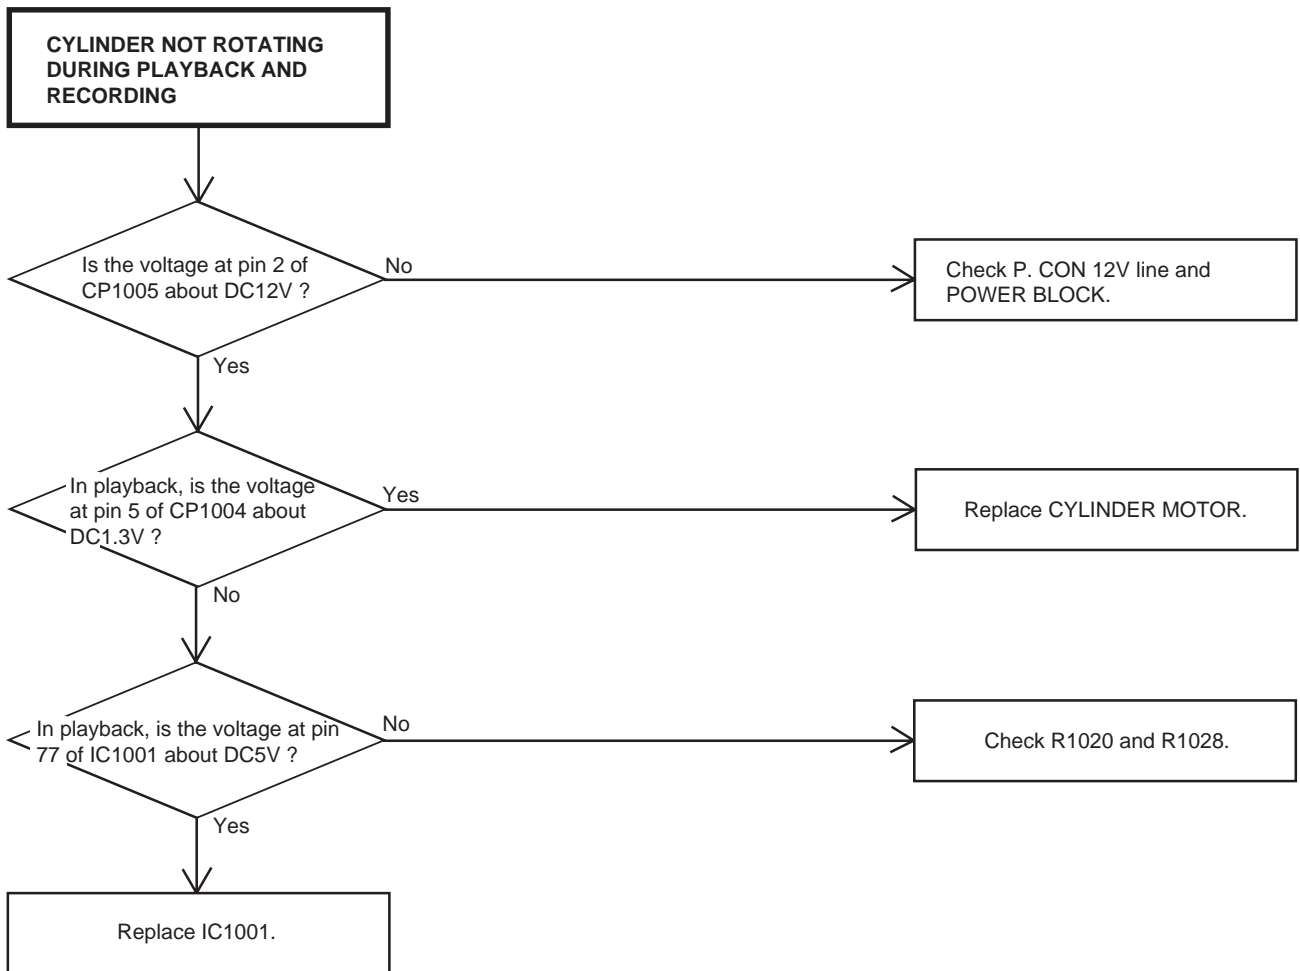 CYLINDER NOT ROTATING
DURING PLAYBACK AND
RECORDING
Is the voltage at pin 2 of
CP1005 about DC12V ?
No
Check P. CON 12V line and
POWER BLOCK.
Yes
In playback, is the voltage
at pin 5 of CP1004 about
DC1.3V ?
Yes
Replace CYLINDER MOTOR.
No
In playback, is the voltage at pin
77 of IC1001 about DC5V ?
No
Check R1020 and R1028.
Yes
Replace IC1001.